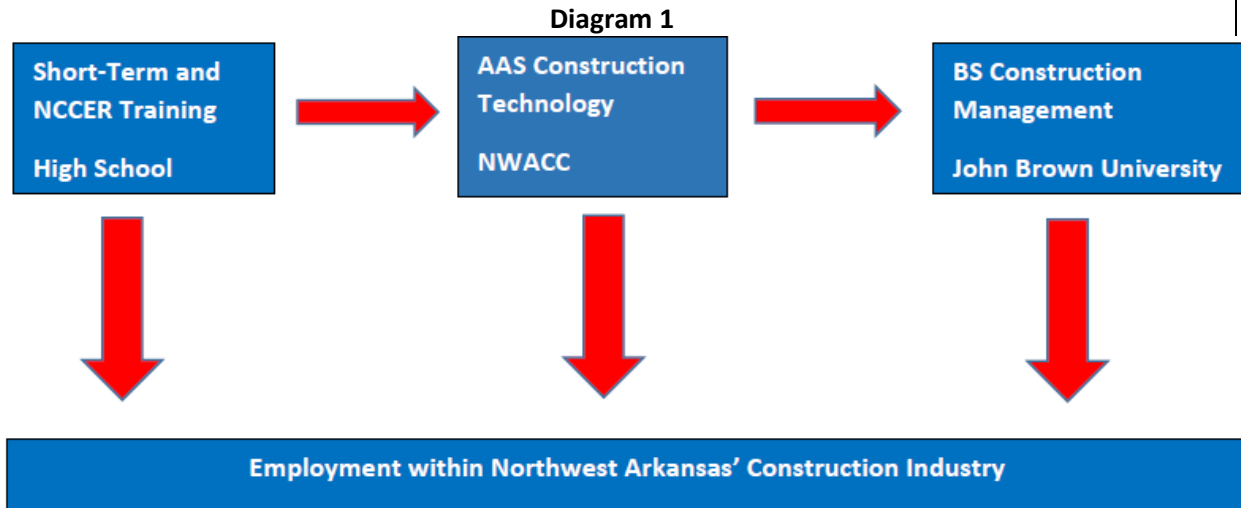 Diagram 1
Short-Term and
NCCER Training
High School
AAS Construction
Technology
NWACC
BS Construction
Management
John Brown University
Employment within Northwest Arkansas’ Construction Industry